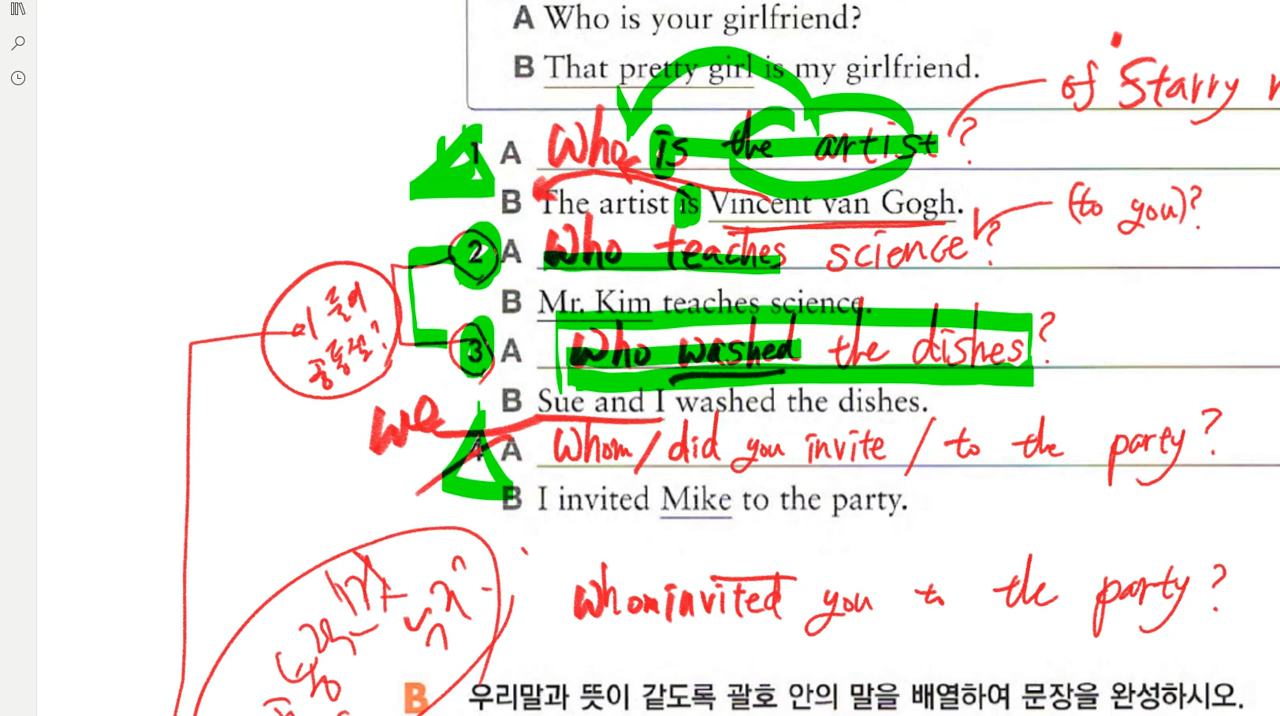 A Who is your girlfriend?
B That pretty girl is my girlfriend.
of Starry
1 A Who is the artist?
B The artist is Vincent van Gogh.
(to you)?
2 A Who teaches science?
B Mr. Kim teaches science.
이 둘의
공통점?
3 A Who washed the dishes?
B Sue and I washed the dishes.
we
4 A Whom / did you invite / to the party?
B I invited Mike to the party.
Whom invited you to the party?
B 우리말과 뜻이 같도록 괄호 안의 말을 배열하여 문장을 완성하시오.